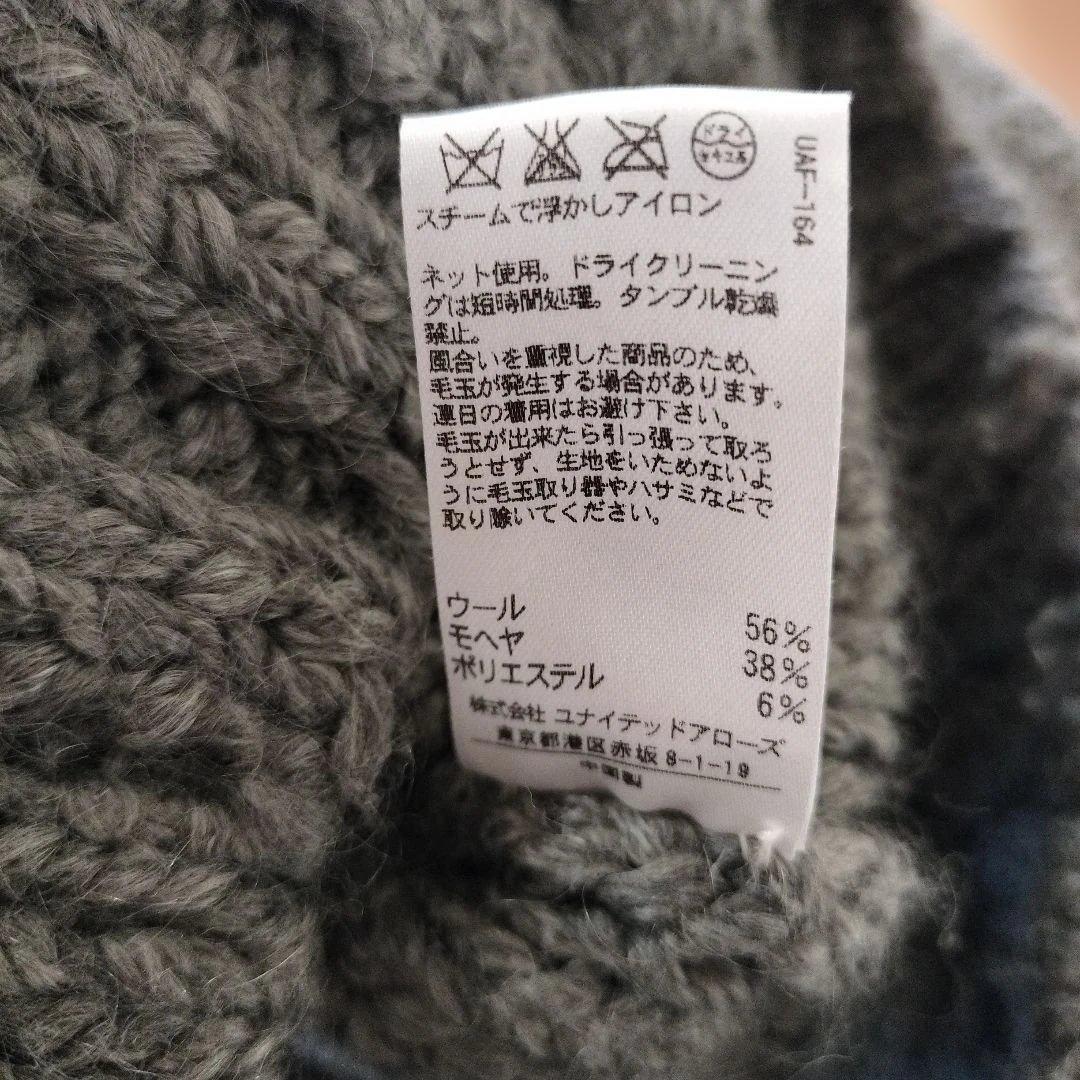 ドライ
セキユ系
UAF-164
スチームで浮かしアイロン
ネット使用。ドライクリーニン
グは短時間処理。タンブル乾燥
禁止。
風合いを重視した商品のため、
毛玉が発生する場合があります。
連日の着用はお避け下さい。
毛玉が出来たら引っ張って取ろ
うとせず、生地をいためないよ
うに毛玉取り器やハサミなどで
取り除いてください。
ウール 56%
モヘヤ 38%
ポリエステル 6%
株式会社 ユナイテッドアローズ
東京都港区赤坂8-1-19
中国製